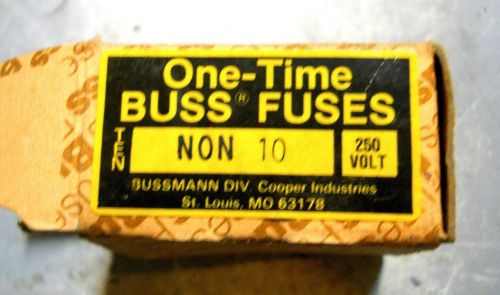 One-Time
BUSS® FUSES
TEN
NON 10
250
VOLT
BUSSMANN DIV. Cooper Industries
St. Louis, MO 63178